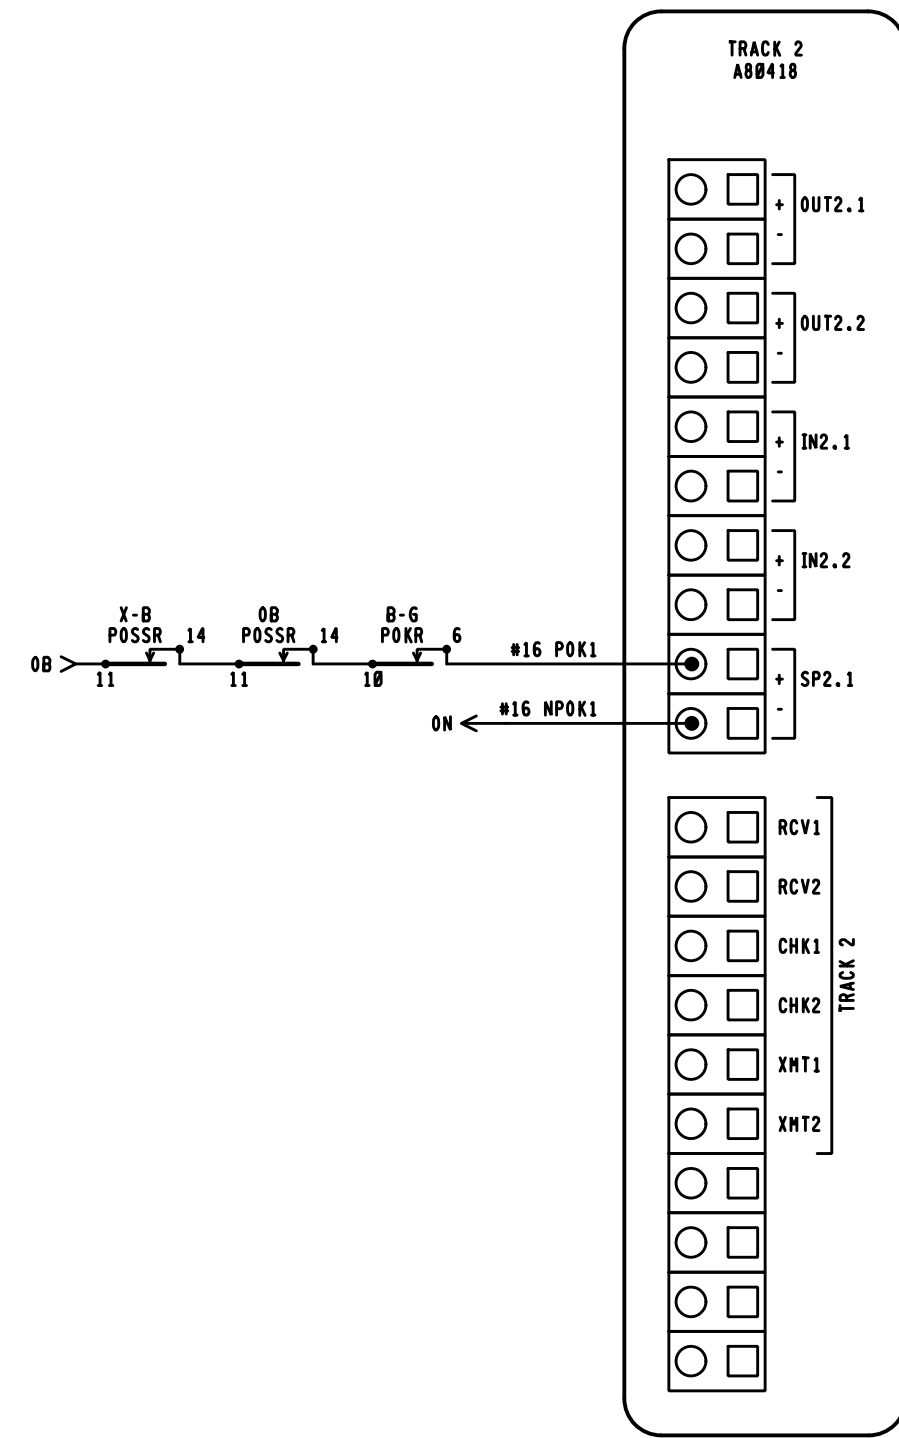 TRACK 2
A80418
+ OUT2.1
-
+ OUT2.2
-
+ IN2.1
-
+ IN2.2
-
X-B
POSSR 14
11
OB
POSSR 14
11
B-G
POKR 6
10
OB
#16 POK1
+ SP2.1
-
ON
#16 NPOK1
RCV1
RCV2
CHK1
CHK2
XMT1
XMT2
TRACK 2